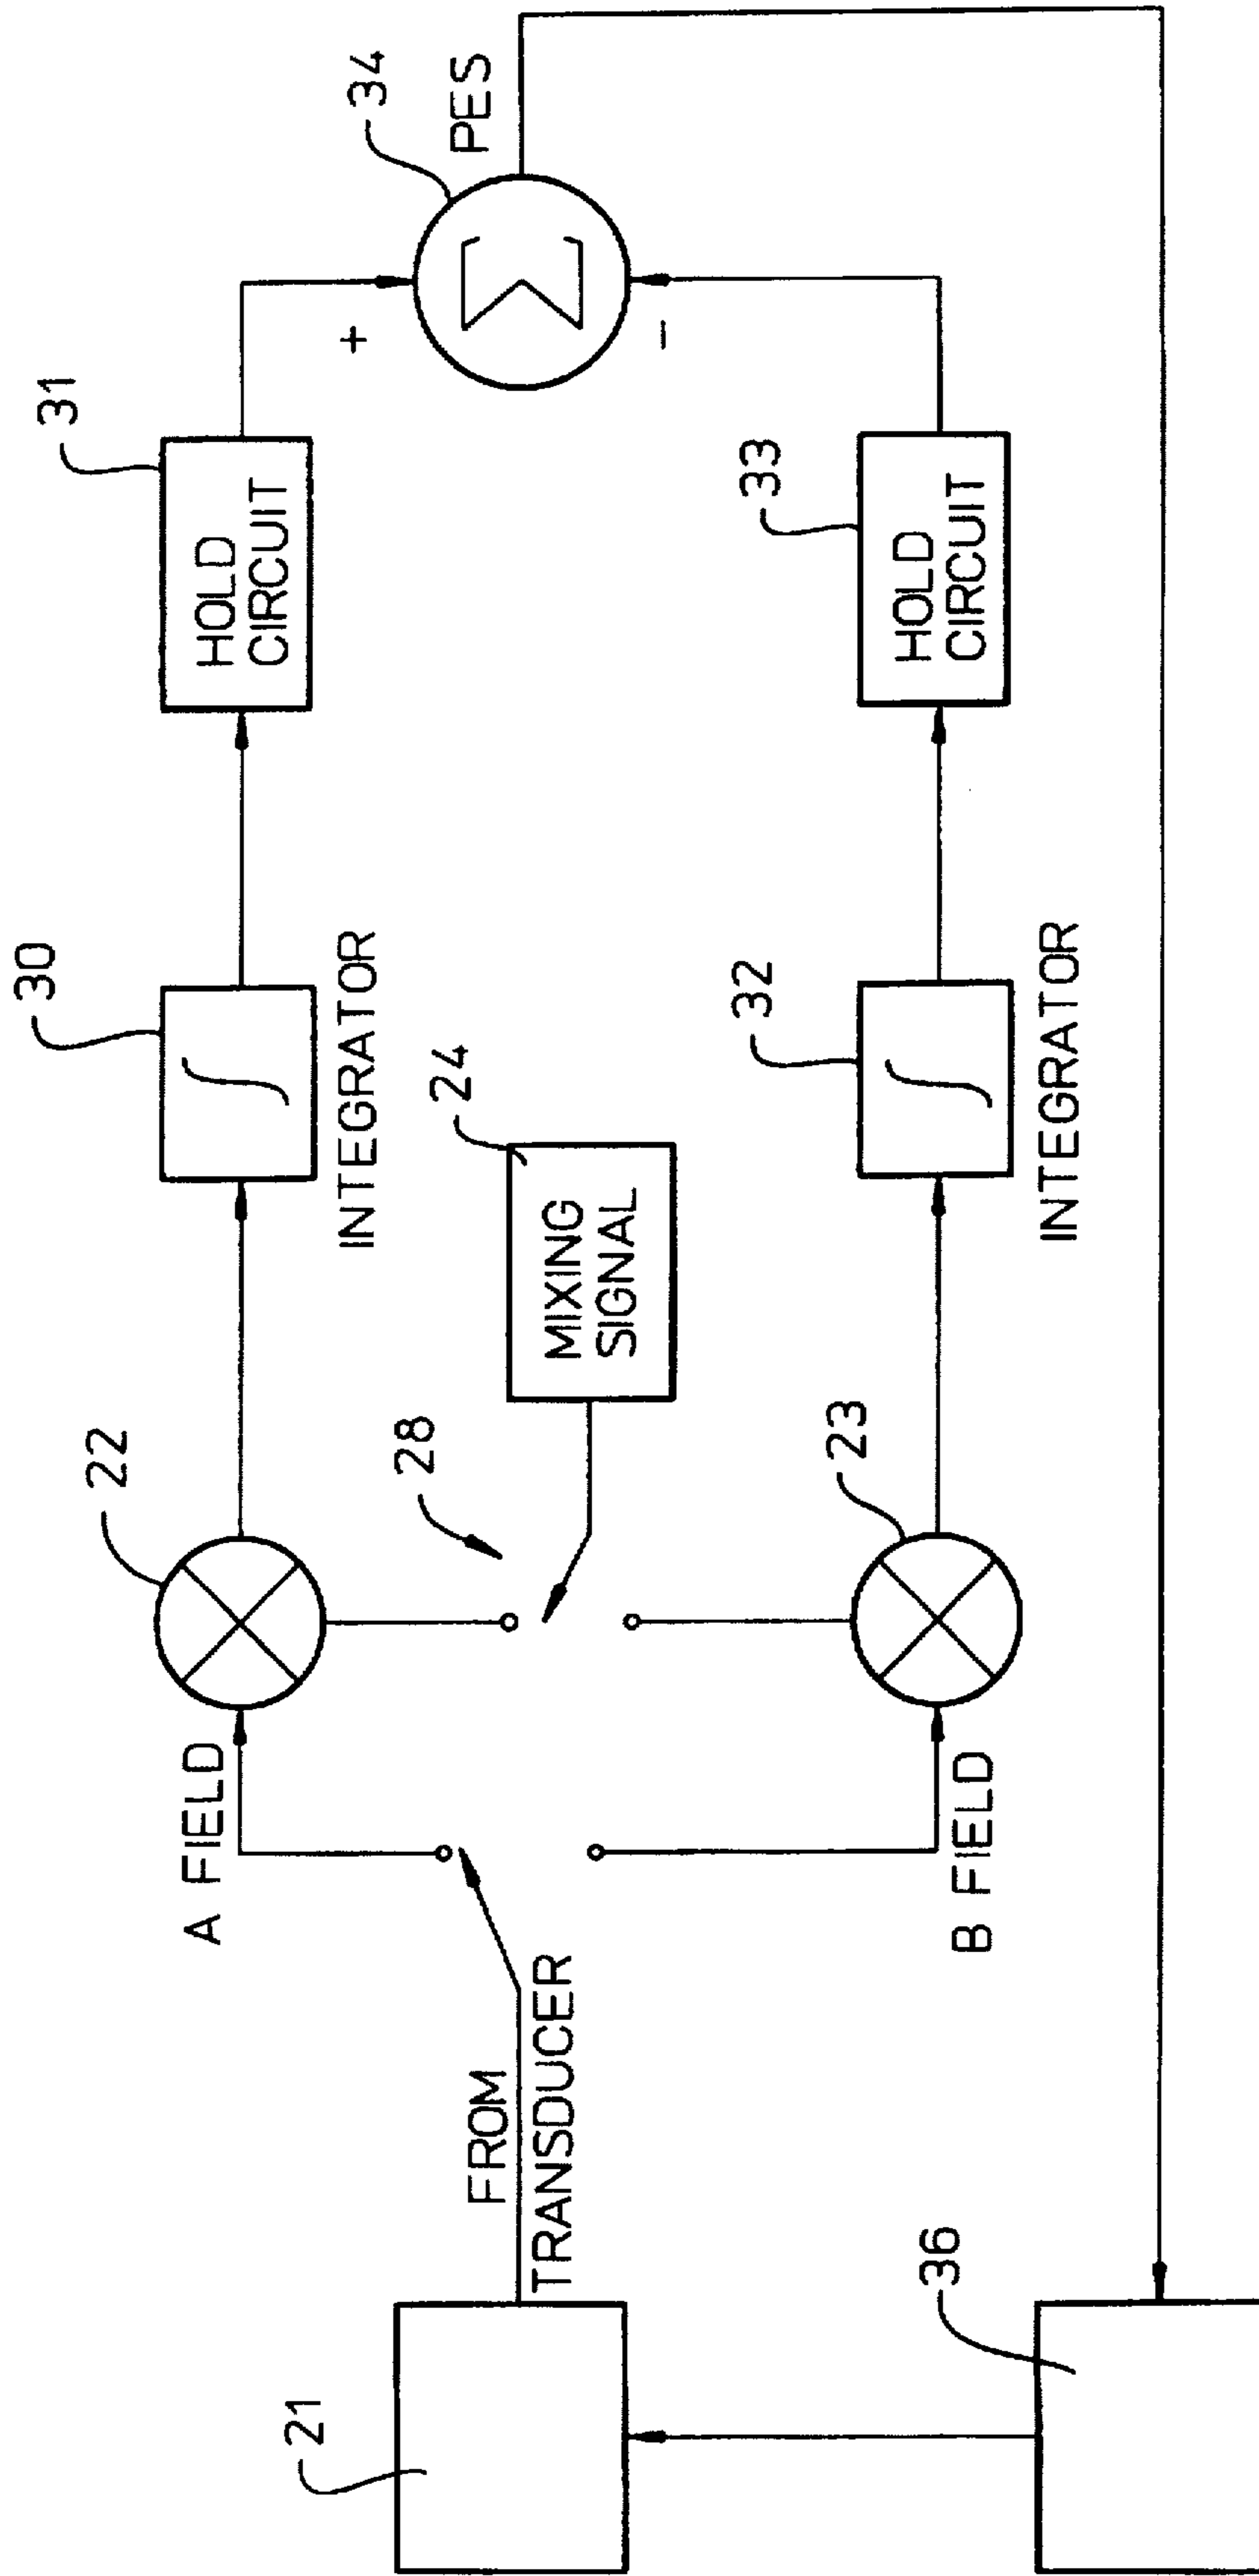 21
FROM
TRANSDUCER
A FIELD
B FIELD
22
28
23
24
MIXING
SIGNAL
30
INTEGRATOR
32
INTEGRATOR
31
HOLD
CIRCUIT
33
HOLD
CIRCUIT
+
−
Σ
34
PES
36